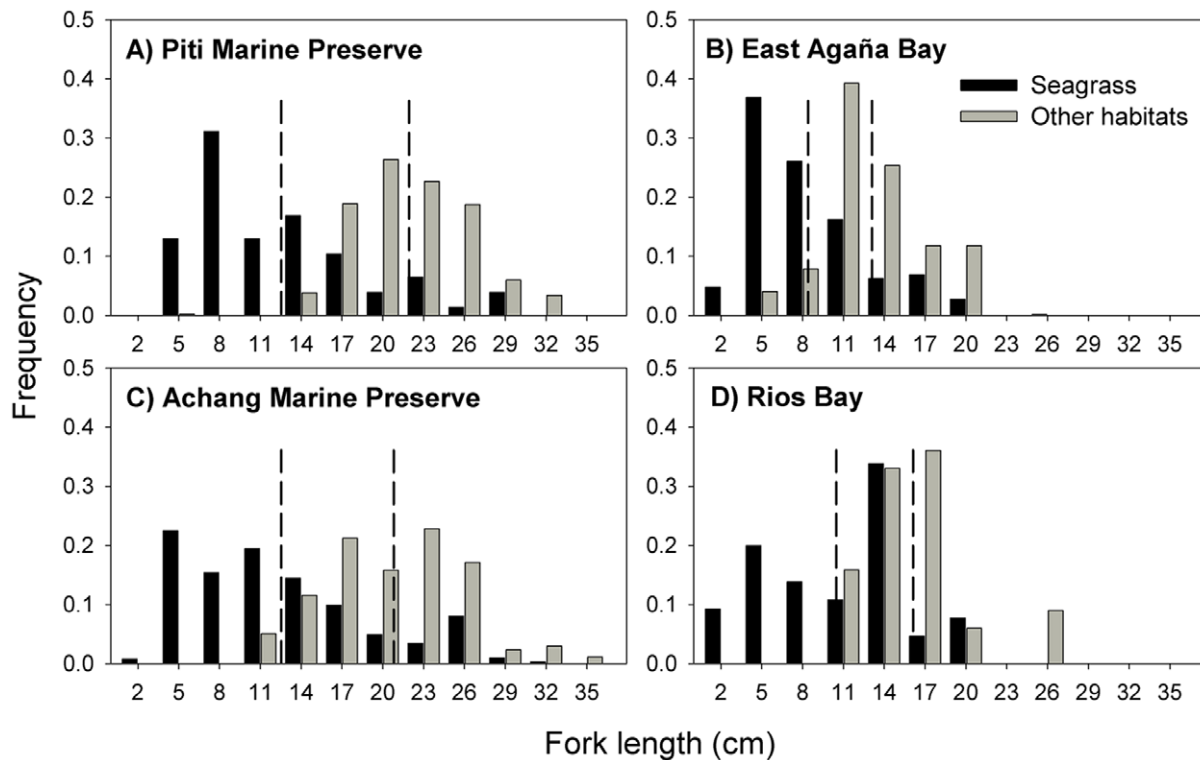 A) Piti Marine Preserve
B) East Agaña Bay
Seagrass
Other habitats
0.5
0.4
0.3
0.2
0.1
0.0
2 5 8 11 14 17 20 23 26 29 32 35
0.5
0.4
0.3
0.2
0.1
0.0
2 5 8 11 14 17 20 23 26 29 32 35
C) Achang Marine Preserve
D) Rios Bay
0.5
0.4
0.3
0.2
0.1
0.0
2 5 8 11 14 17 20 23 26 29 32 35
0.5
0.4
0.3
0.2
0.1
0.0
2 5 8 11 14 17 20 23 26 29 32 35
Frequency
Fork length (cm)